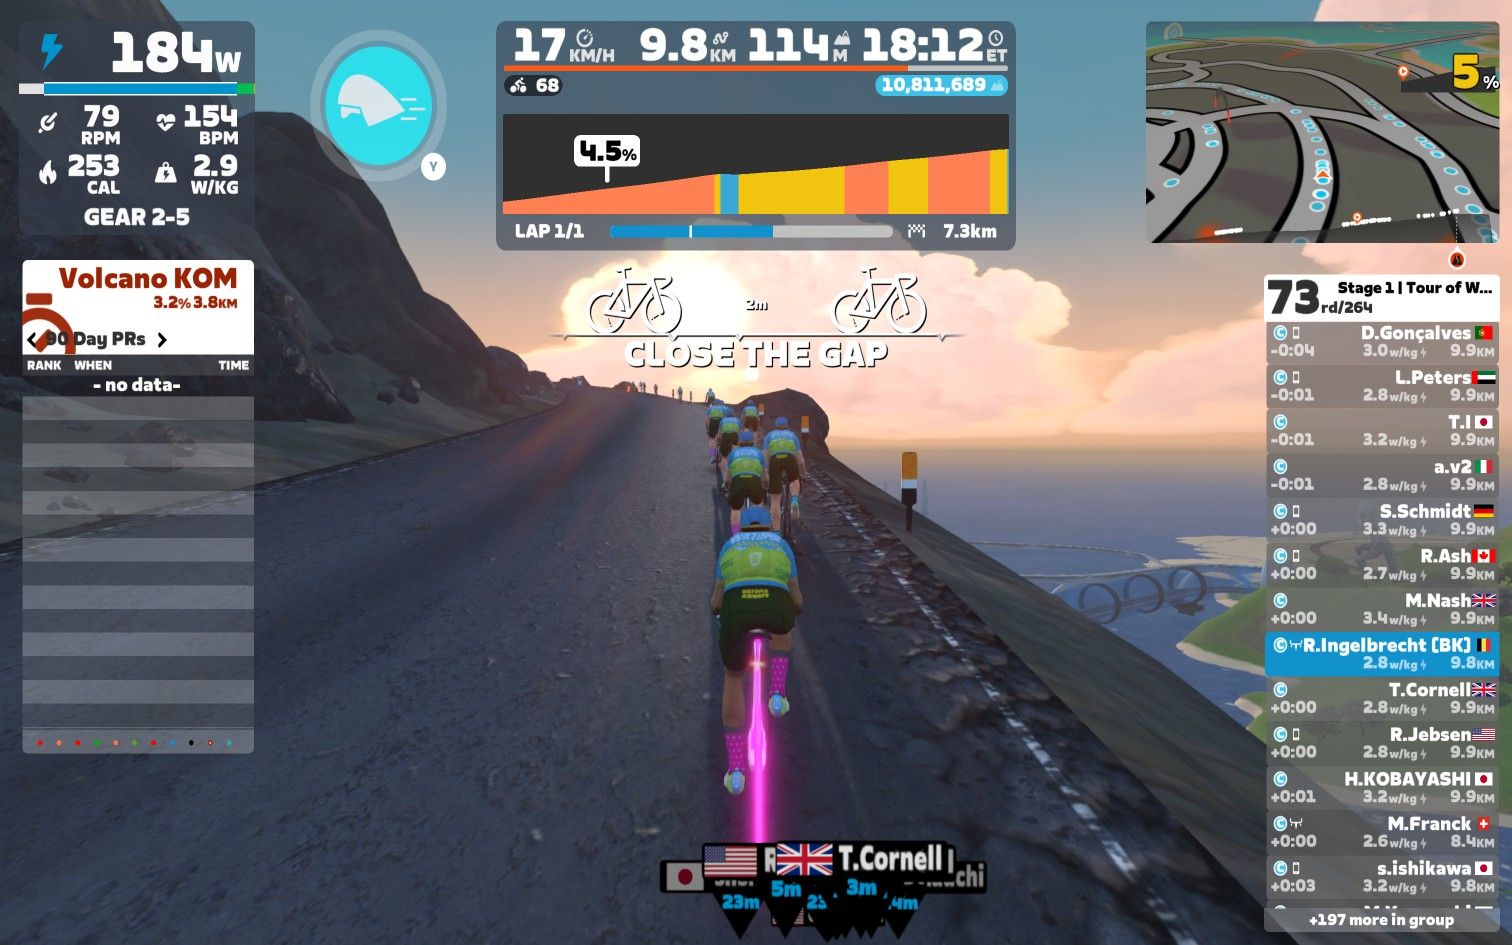 184w
79 RPM 154 BPM
253 CAL 2.9 W/KG
GEAR 2-5
Y
17 KM/H 9.8 KM 114 M 18:12 ET
68 10,811,689
4.5%
LAP 1/1 7.3km
5%
Volcano KOM
3.2% 3.8KM
90 Day PRs
RANK WHEN TIME
- no data-
2m
CLOSE THE GAP
WATOPIA
WATOPIA
73rd/264 Stage 1 | Tour of W...
D.Gonçalves
-0:04 3.0w/kg 9.9KM
L.Peters
-0:01 2.8w/kg 9.9KM
T.I
-0:01 3.2w/kg 9.9KM
a.v2
-0:01 2.8w/kg 9.9KM
S.Schmidt
+0:00 3.3w/kg 9.9KM
R.Ash
+0:00 2.7w/kg 9.9KM
M.Nash
+0:00 3.4w/kg 9.9KM
R.Ingelbrecht [BK]
2.8w/kg 9.8KM
T.Cornell
+0:00 2.8w/kg 9.9KM
R.Jebsen
+0:00 2.8w/kg 9.9KM
H.KOBAYASHI
+0:01 3.2w/kg 9.9KM
M.Franck
+0:00 2.6w/kg 8.4KM
s.ishikawa
+0:03 3.2w/kg 9.8KM
+197 more in group
T.Cornell
23m 5m 3m